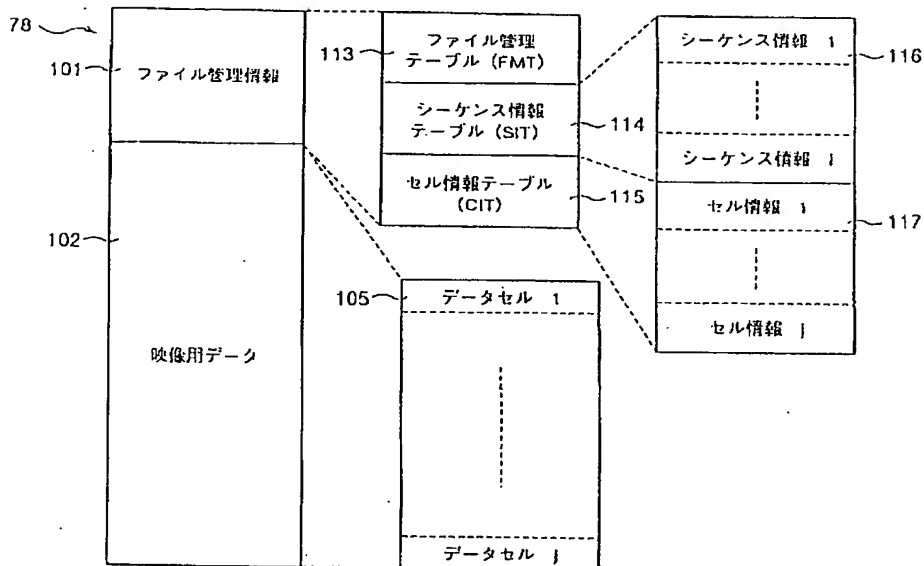 78
101
ファイル管理情報
102
映像用データ
113
ファイル管理
テーブル (FMT)
シーケンス情報
テーブル (SIT)
114
セル情報テーブル
(CIT)
115
シーケンス情報 1
116
シーケンス情報 i
セル情報 1
117
セル情報 j
105
データセル 1
データセル j